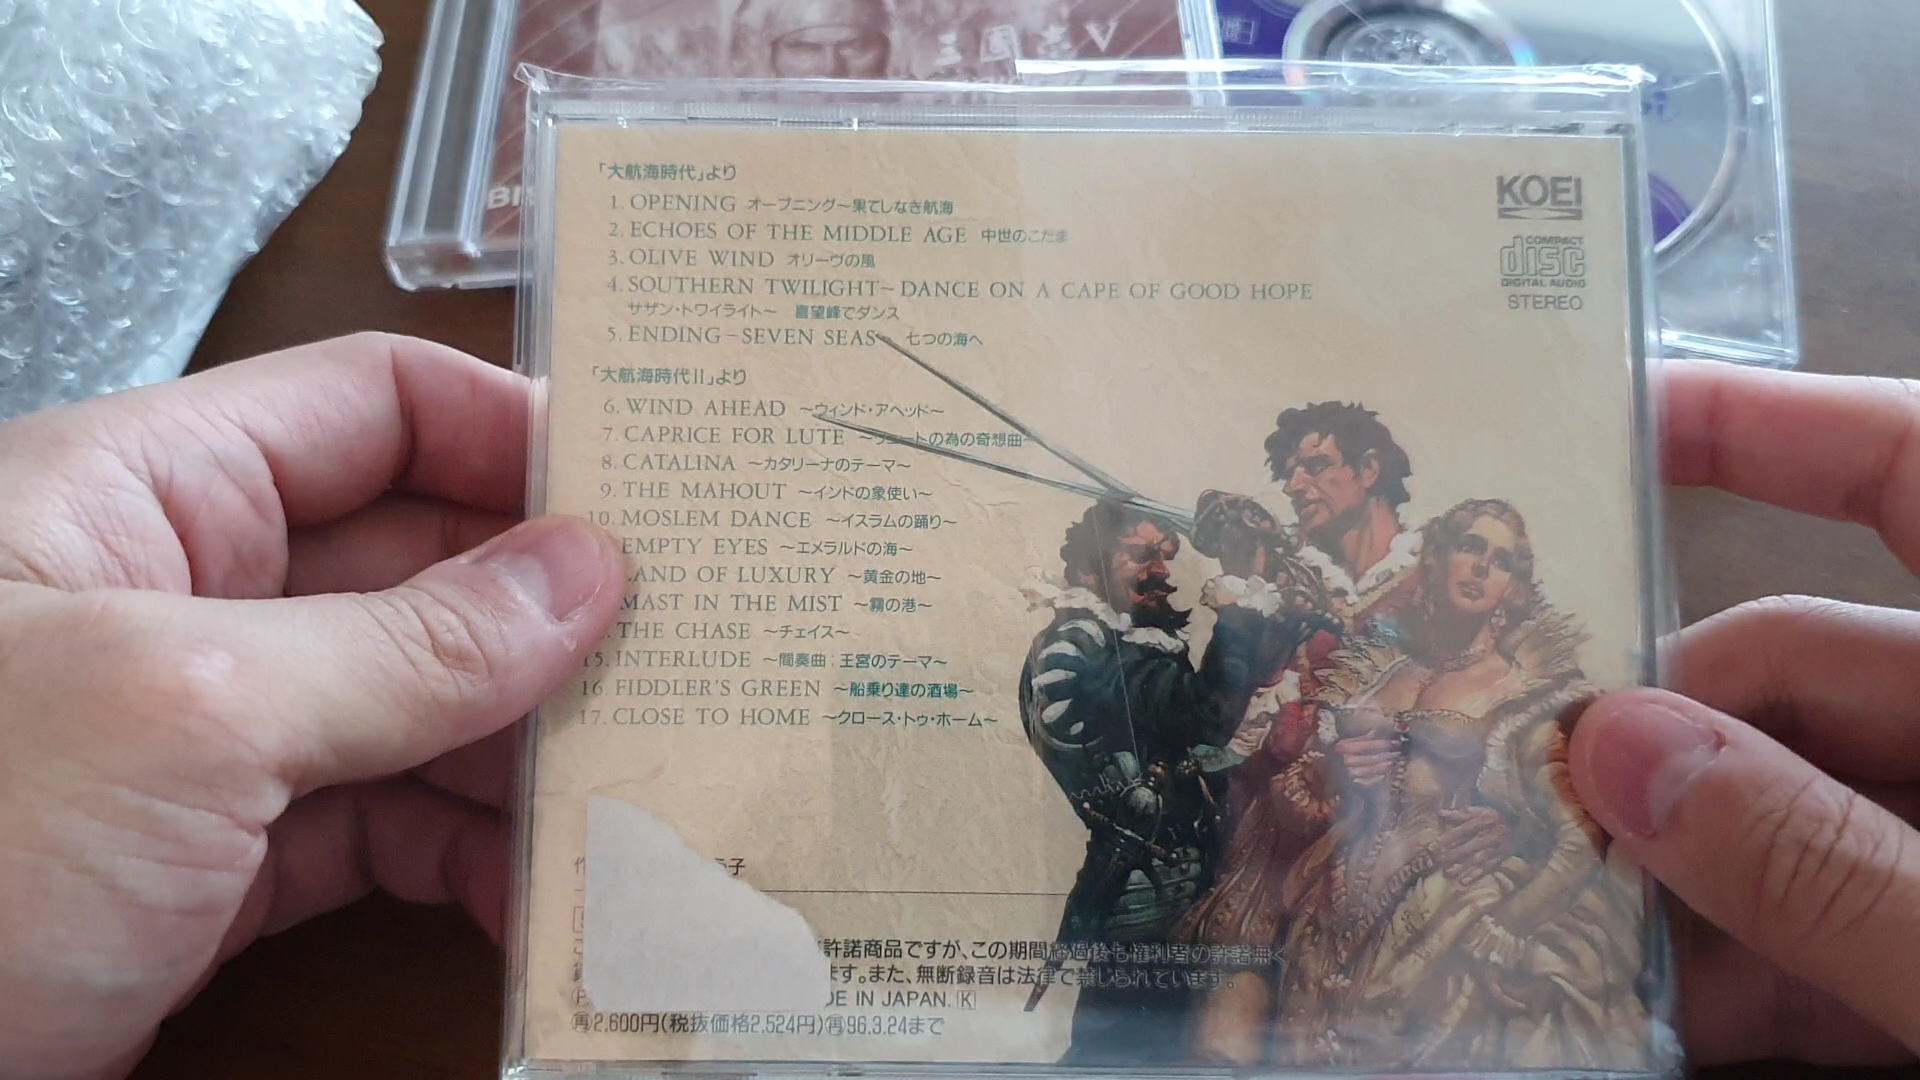 三國志V
「大航海時代」より
1. OPENING オープニング～果てしなき航海
2. ECHOES OF THE MIDDLE AGE 中世のこだま
3. OLIVE WIND オリーヴの風
4. SOUTHERN TWILIGHT～DANCE ON A CAPE OF GOOD HOPE
サザン・トワイライト～ 喜望峰でダンス
5. ENDING－SEVEN SEAS 七つの海へ
「大航海時代II」より
6. WIND AHEAD ～ウィンド・アヘッド～
7. CAPRICE FOR LUTE ～リュートの為の奇想曲～
8. CATALINA ～カタリーナのテーマ～
9. THE MAHOUT ～インドの象使い～
10. MOSLEM DANCE ～イスラムの踊り～
EMPTY EYES ～エメラルドの海～
LAND OF LUXURY ～黄金の地～
MAST IN THE MIST ～霧の港～
THE CHASE ～チェイス～
15. INTERLUDE ～間奏曲：王宮のテーマ～
16. FIDDLER'S GREEN ～船乗り達の酒場～
17. CLOSE TO HOME ～クロース・トゥ・ホーム～
KOEI
COMPACT
disc
DIGITAL AUDIO
STEREO
作 う子
許諾商品ですが、この期間経過後も権利者の許諾無く
ます。また、無断録音は法律で禁じられています。
DE IN JAPAN. K
再2,600円(税抜価格2,524円)再96.3.24まで